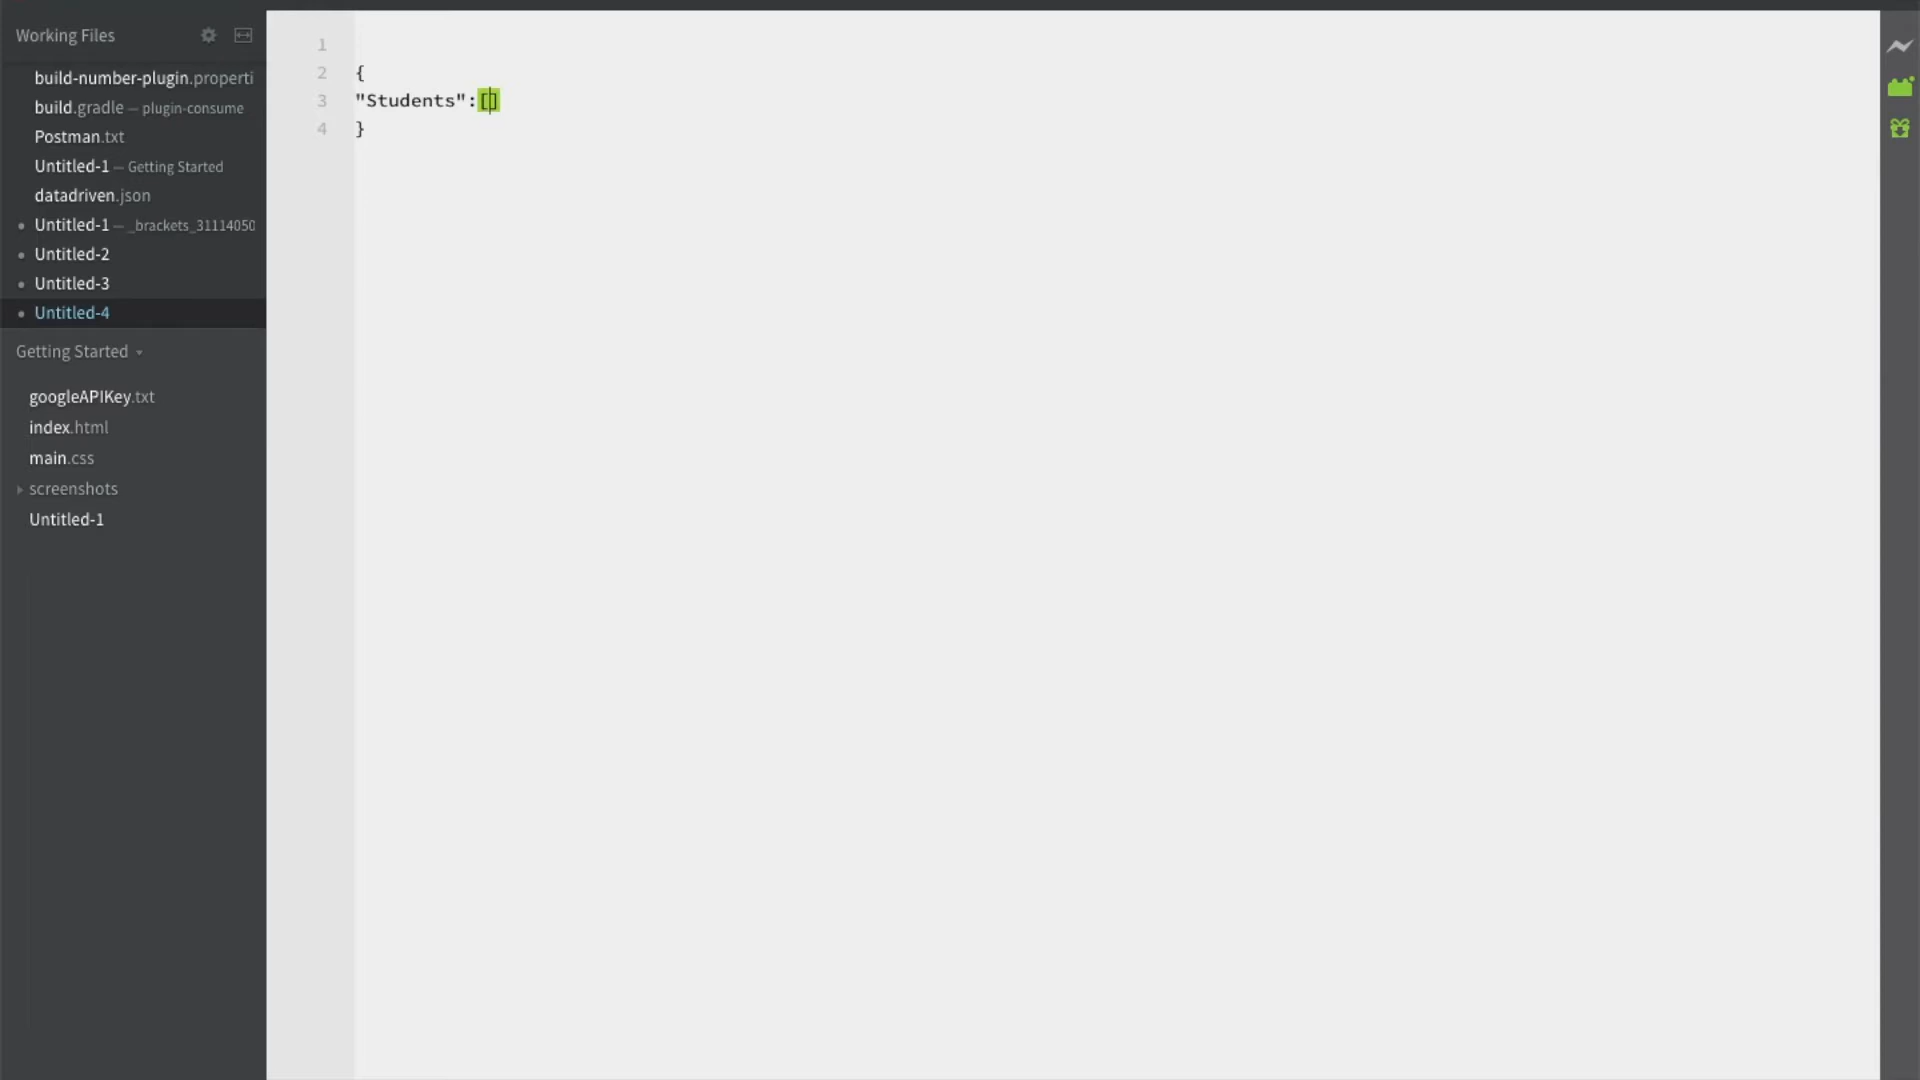 Working Files
build-number-plugin.properti
build.gradle — plugin-consume
Postman.txt
Untitled-1 — Getting Started
datadriven.json
Untitled-1 — _brackets_31114050
Untitled-2
Untitled-3
Untitled-4
Getting Started
googleAPIKey.txt
index.html
main.css
screenshots
Untitled-1
1
2 {
3 "Students":[]
4 }